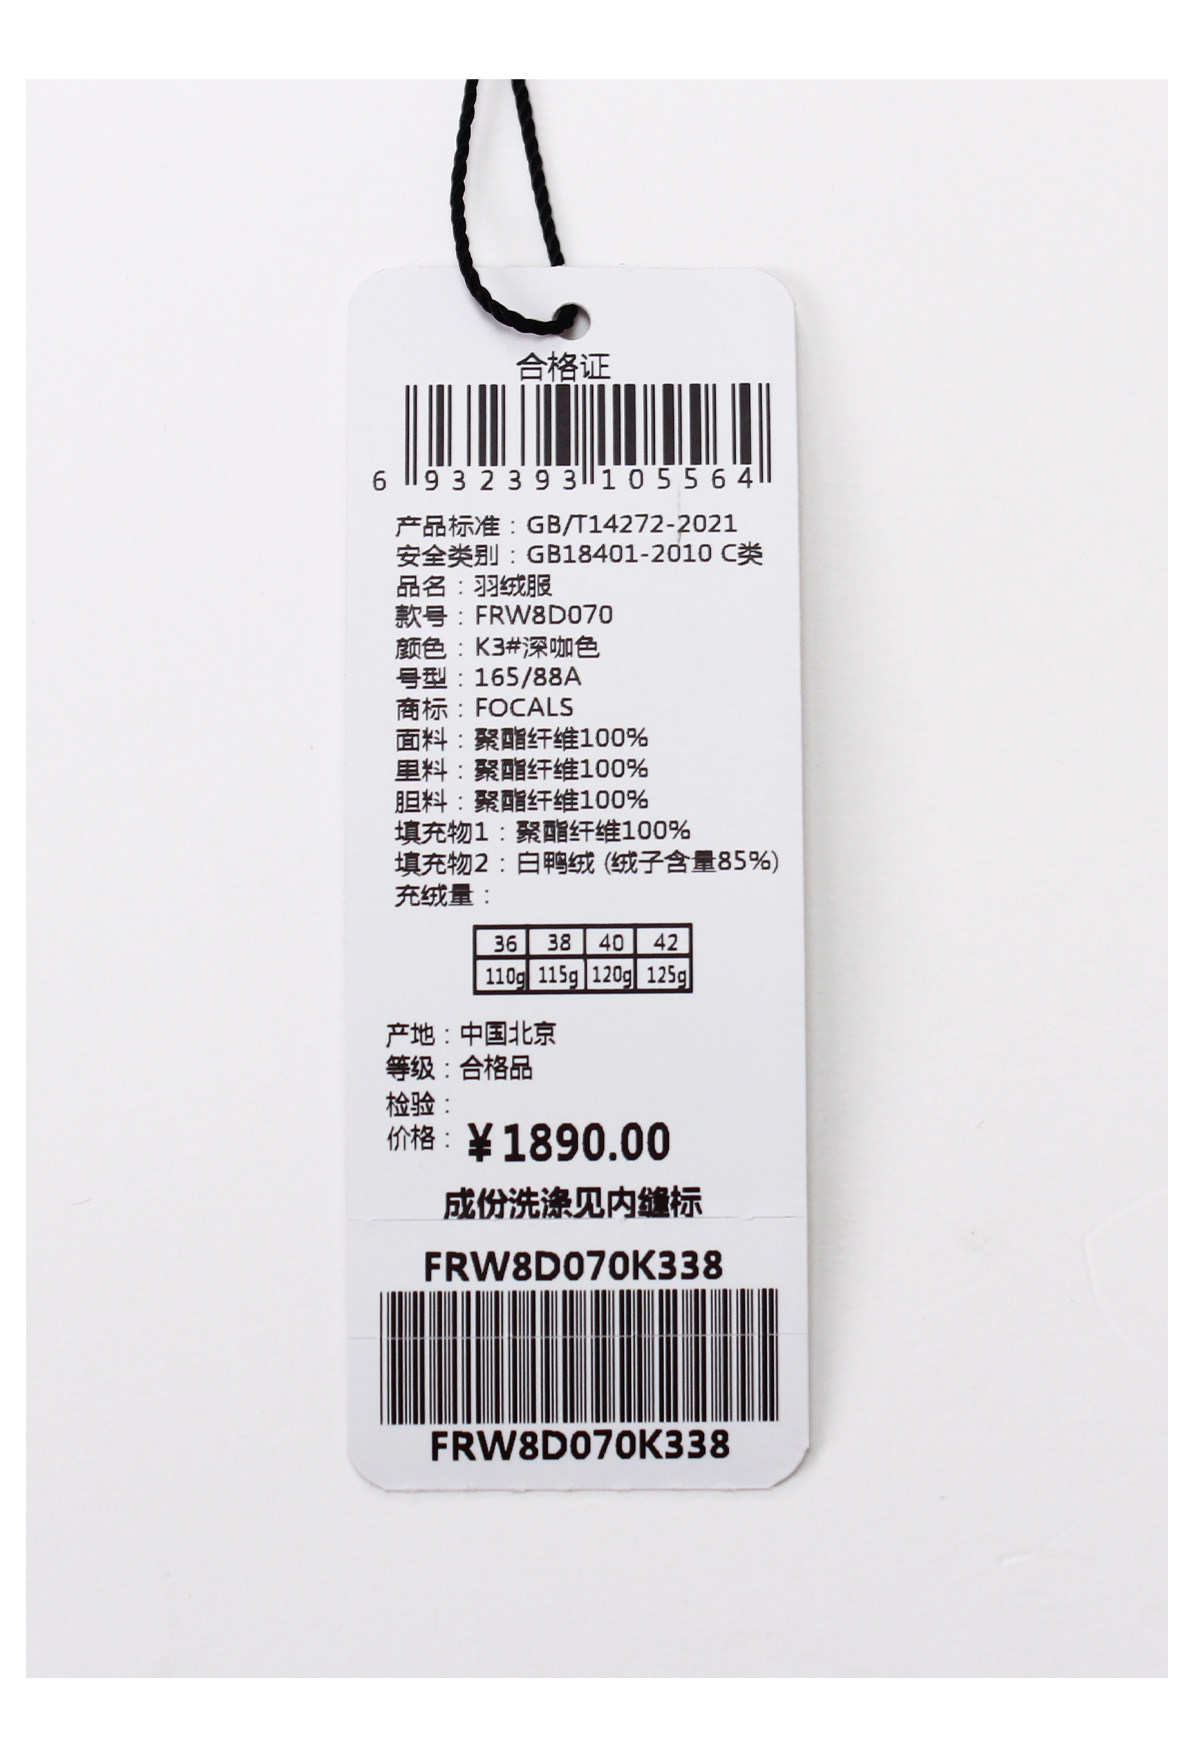 合格证
6 932393 105564
产品标准：GB/T14272-2021
安全类别：GB18401-2010 C类
品名：羽绒服
款号：FRW8D070
颜色：K3#深咖色
号型：165/88A
商标：FOCALS
面料：聚酯纤维100%
里料：聚酯纤维100%
胆料：聚酯纤维100%
填充物1：聚酯纤维100%
填充物2：白鸭绒 (绒子含量85%)
充绒量：
36 38 40 42
110g 115g 120g 125g
产地：中国北京
等级：合格品
检验：
价格：¥1890.00
成份洗涤见内缝标
FRW8D070K338
FRW8D070K338